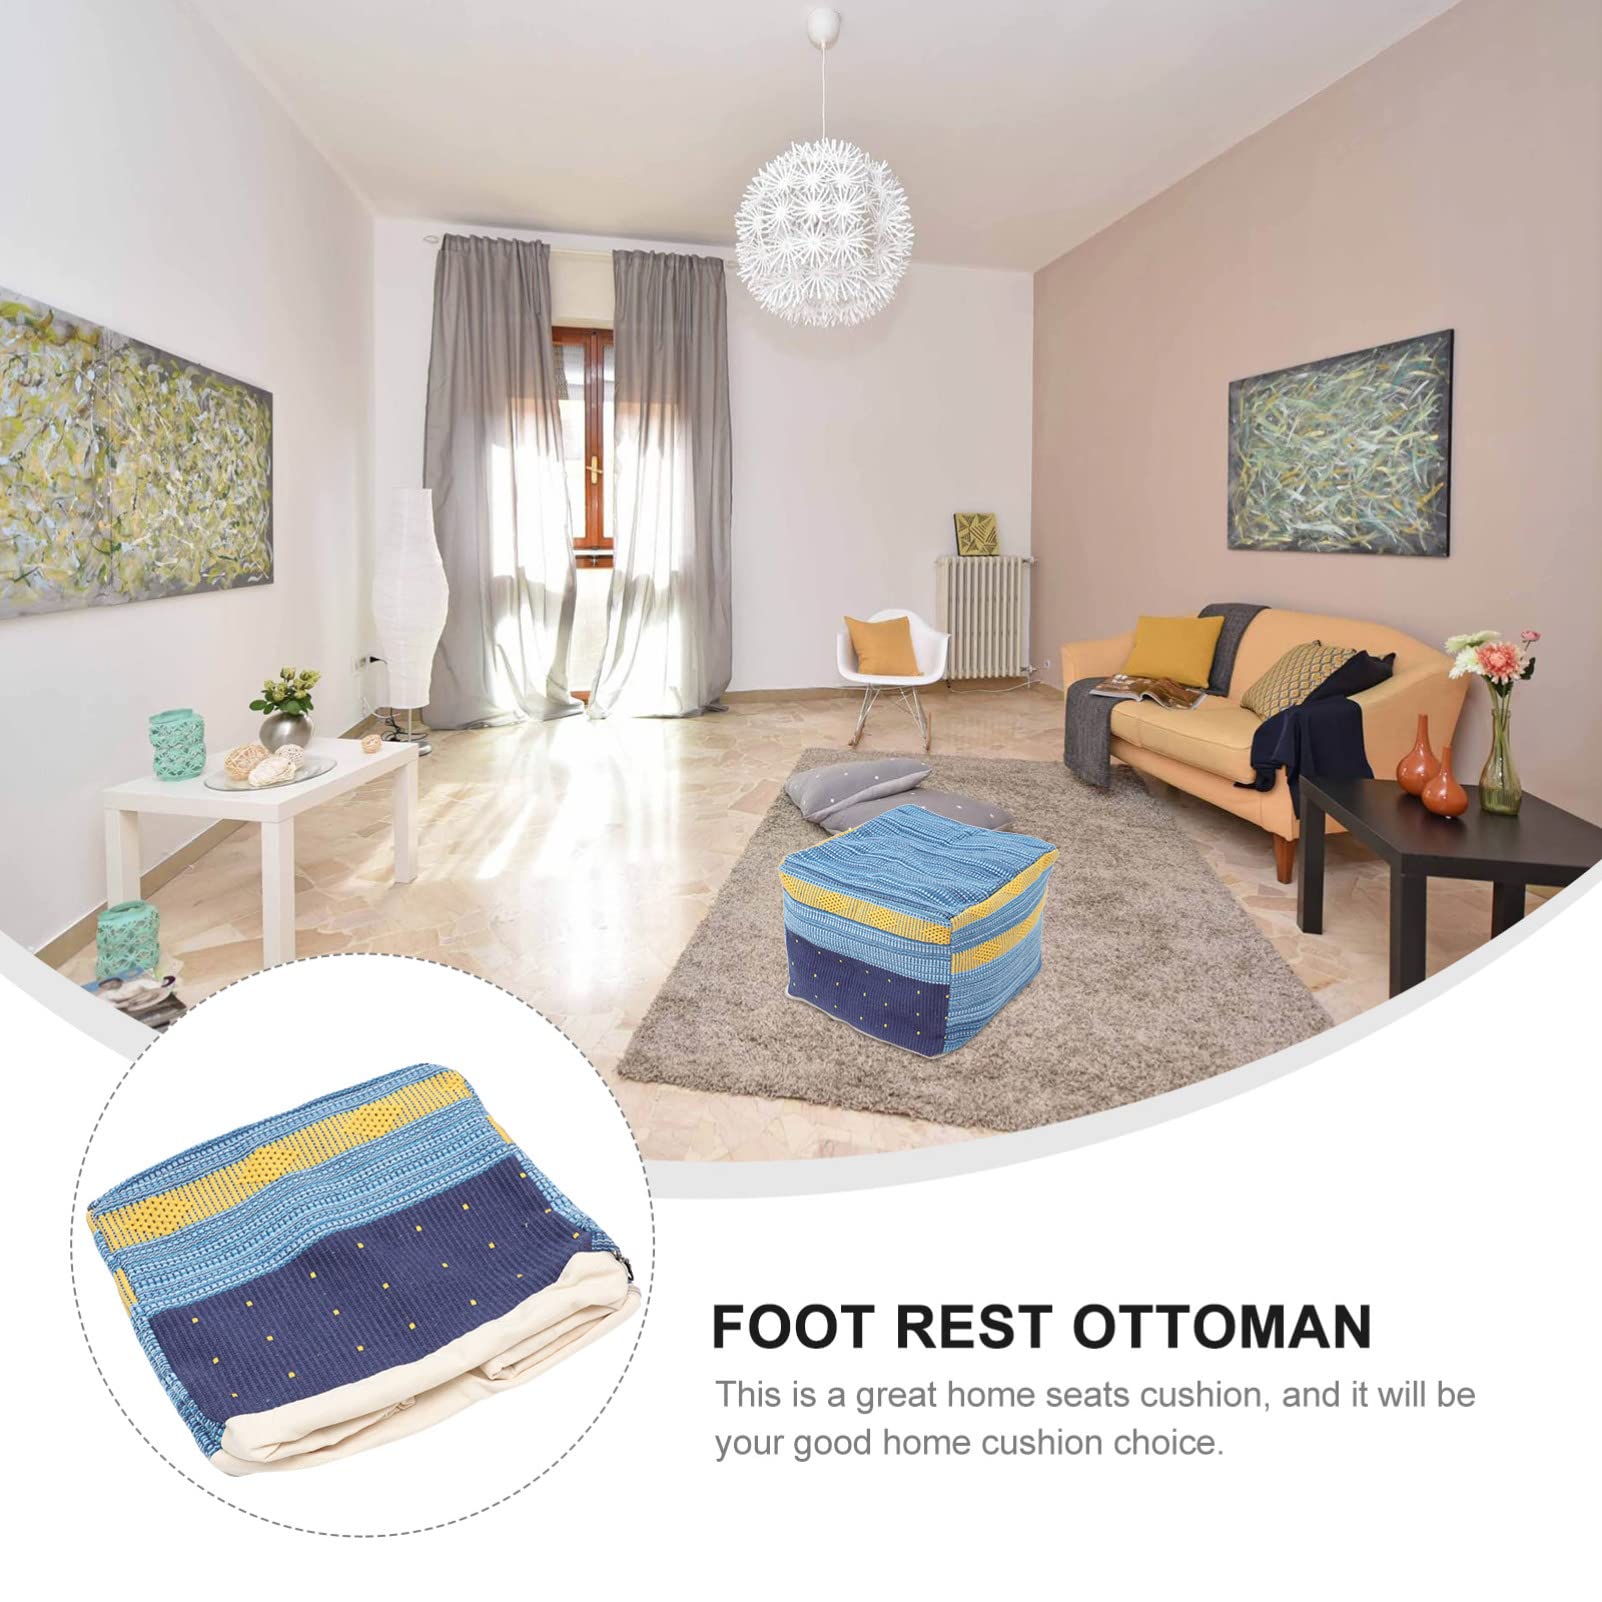 FOOT REST OTTOMAN
This is a great home seats cushion, and it will be
your good home cushion choice.